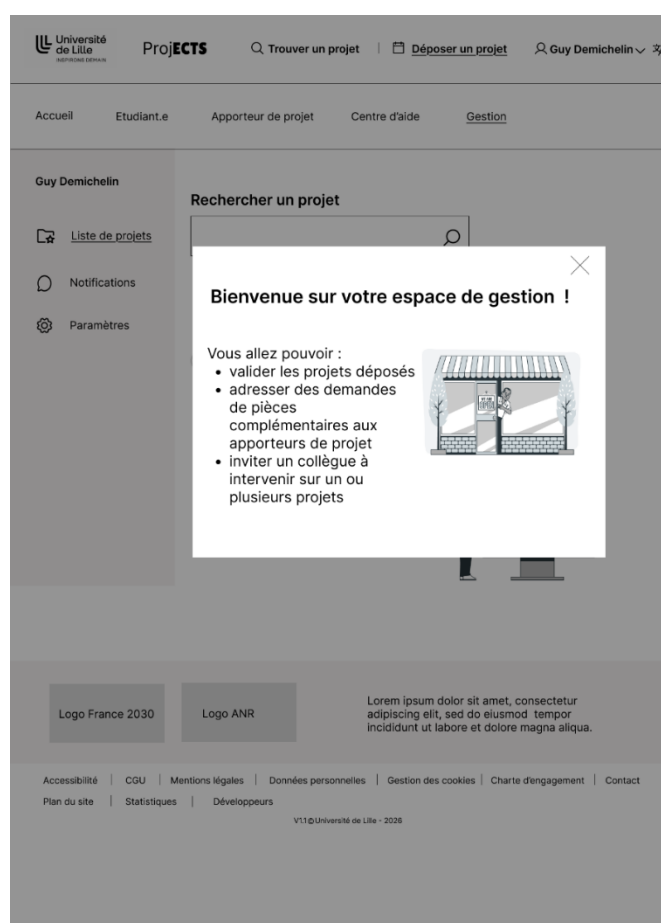 Université
de Lille
INSPIRONS DEMAIN
ProjECTS
Trouver un projet
Déposer un projet
Guy Demichelin
Accueil
Etudiant.e
Apporteur de projet
Centre d'aide
Gestion
Guy Demichelin
Liste de projets
Notifications
Paramètres
Rechercher un projet
Bienvenue sur votre espace de gestion !
Vous allez pouvoir :
• valider les projets déposés
• adresser des demandes
de pièces
complémentaires aux
apporteurs de projet
• inviter un collègue à
intervenir sur un ou
plusieurs projets
Logo France 2030
Logo ANR
Lorem ipsum dolor sit amet, consectetur
adipiscing elit, sed do eiusmod tempor
incididunt ut labore et dolore magna aliqua.
Accessibilité | CGU | Mentions légales | Données personnelles | Gestion des cookies | Charte d'engagement | Contact
Plan du site | Statistiques | Développeurs
V1.1@Université de Lille - 2026